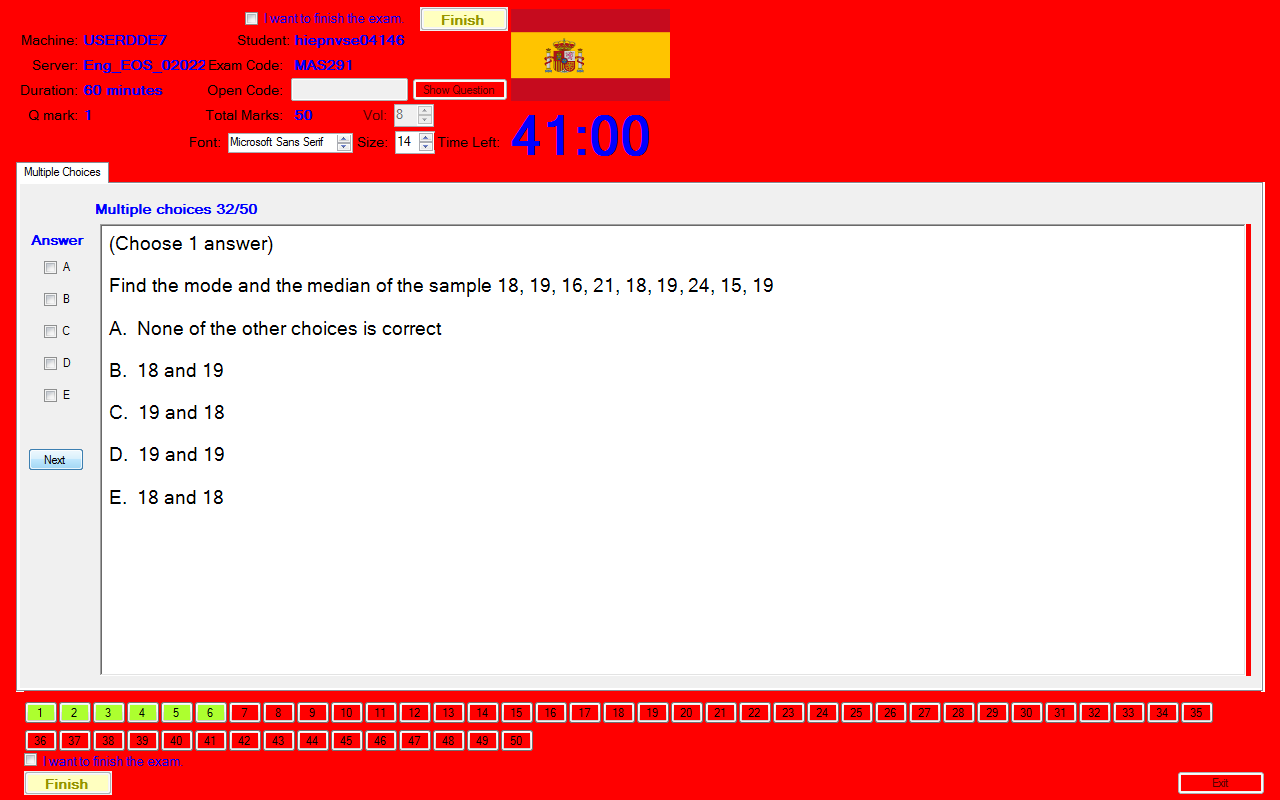 I want to finish the exam. Finish
Machine: USERDDE7 Student: hiepnvse04146
Server: Eng_EOS_02022 Exam Code: MAS291
Duration: 60 minutes Open Code: Show Question
Q mark: 1 Total Marks: 50 Vol: 8
Font: Microsoft Sans Serif Size: 14 Time Left: 41:00
Multiple Choices
Multiple choices 32/50
Answer
A
B
C
D
E
Next
(Choose 1 answer)
Find the mode and the median of the sample 18, 19, 16, 21, 18, 19, 24, 15, 19
A. None of the other choices is correct
B. 18 and 19
C. 19 and 18
D. 19 and 19
E. 18 and 18
1 2 3 4 5 6 7 8 9 10 11 12 13 14 15 16 17 18 19 20 21 22 23 24 25 26 27 28 29 30 31 32 33 34 35
36 37 38 39 40 41 42 43 44 45 46 47 48 49 50
I want to finish the exam.
Finish Exit